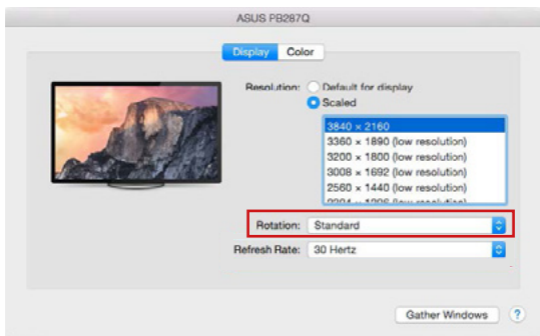 ASUS PB287Q
Display Color
Resolution: Default for display
Scaled
3840 × 2160
3360 × 1890 (low resolution)
3200 × 1800 (low resolution)
3008 × 1692 (low resolution)
2560 × 1440 (low resolution)
Rotation: Standard
Refresh Rate: 30 Hertz
Gather Windows ?